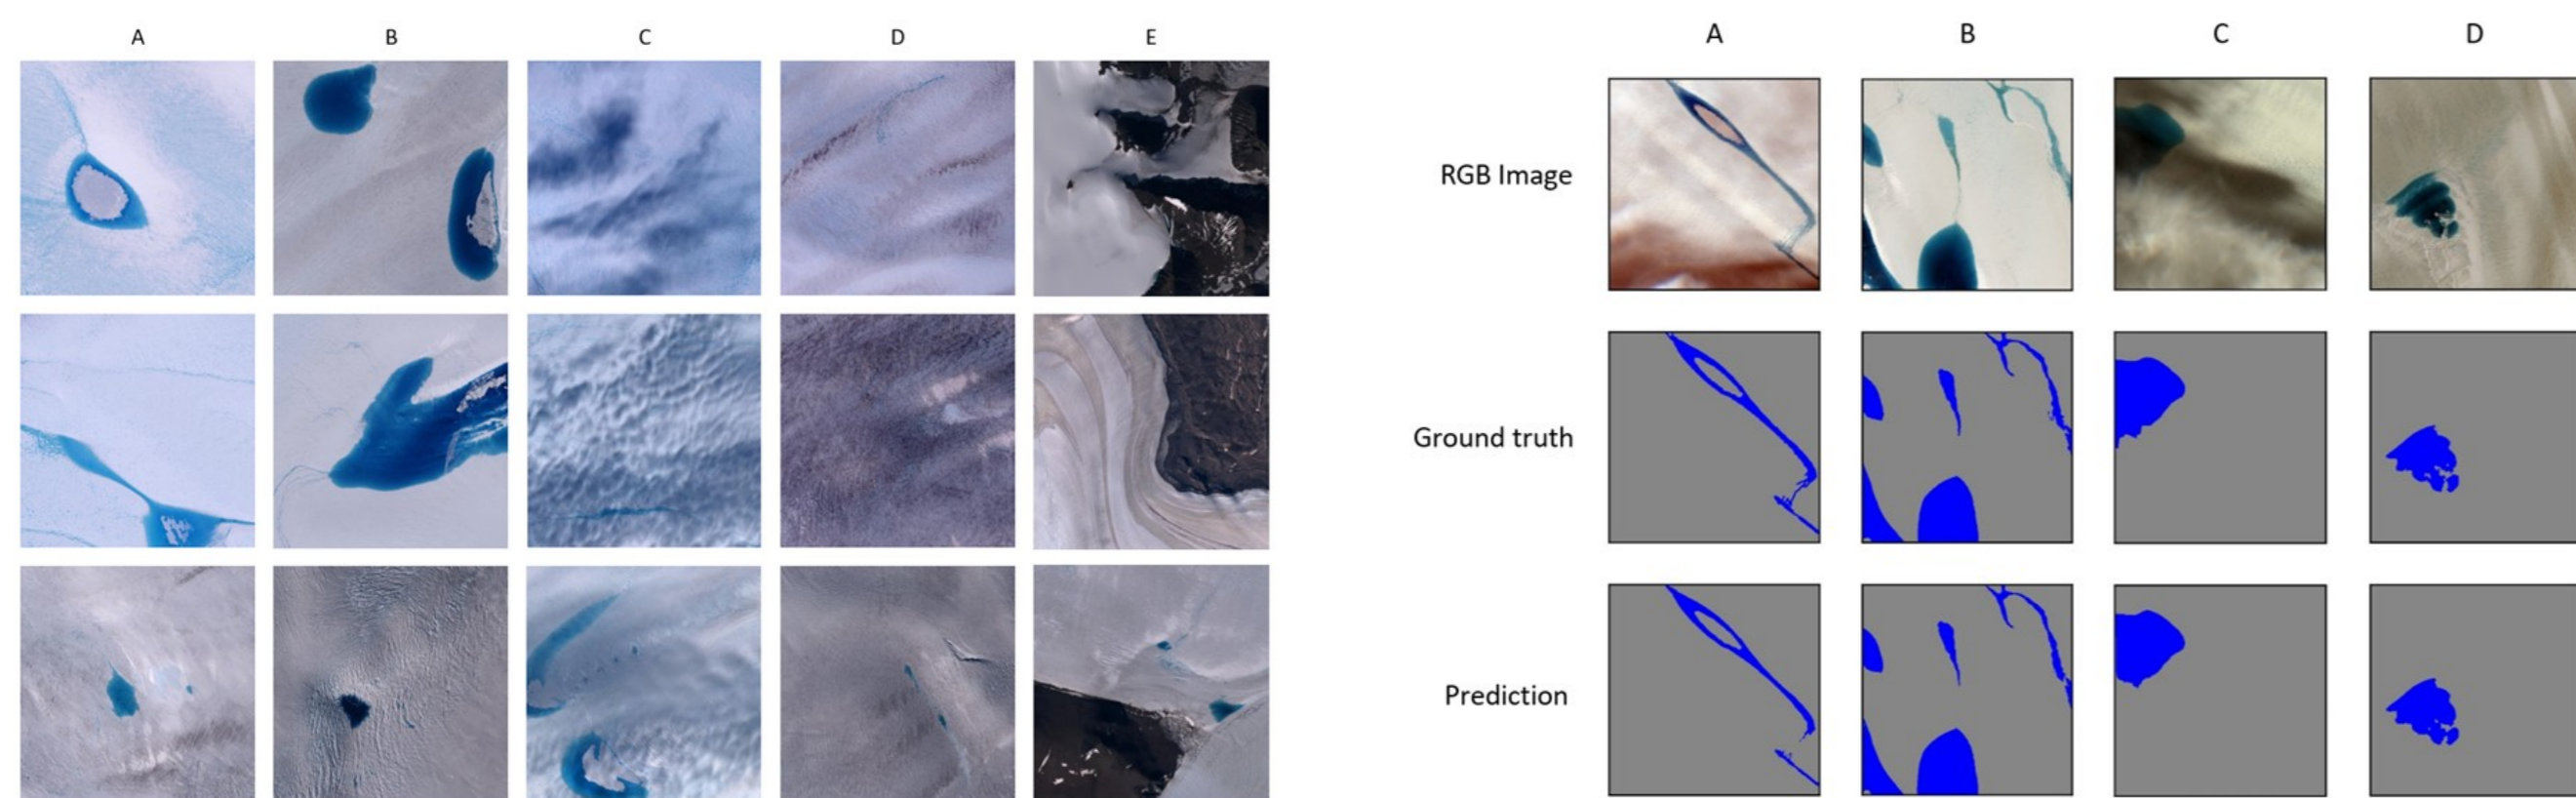 A B C D E
A B C D
RGB Image
Ground truth
Prediction